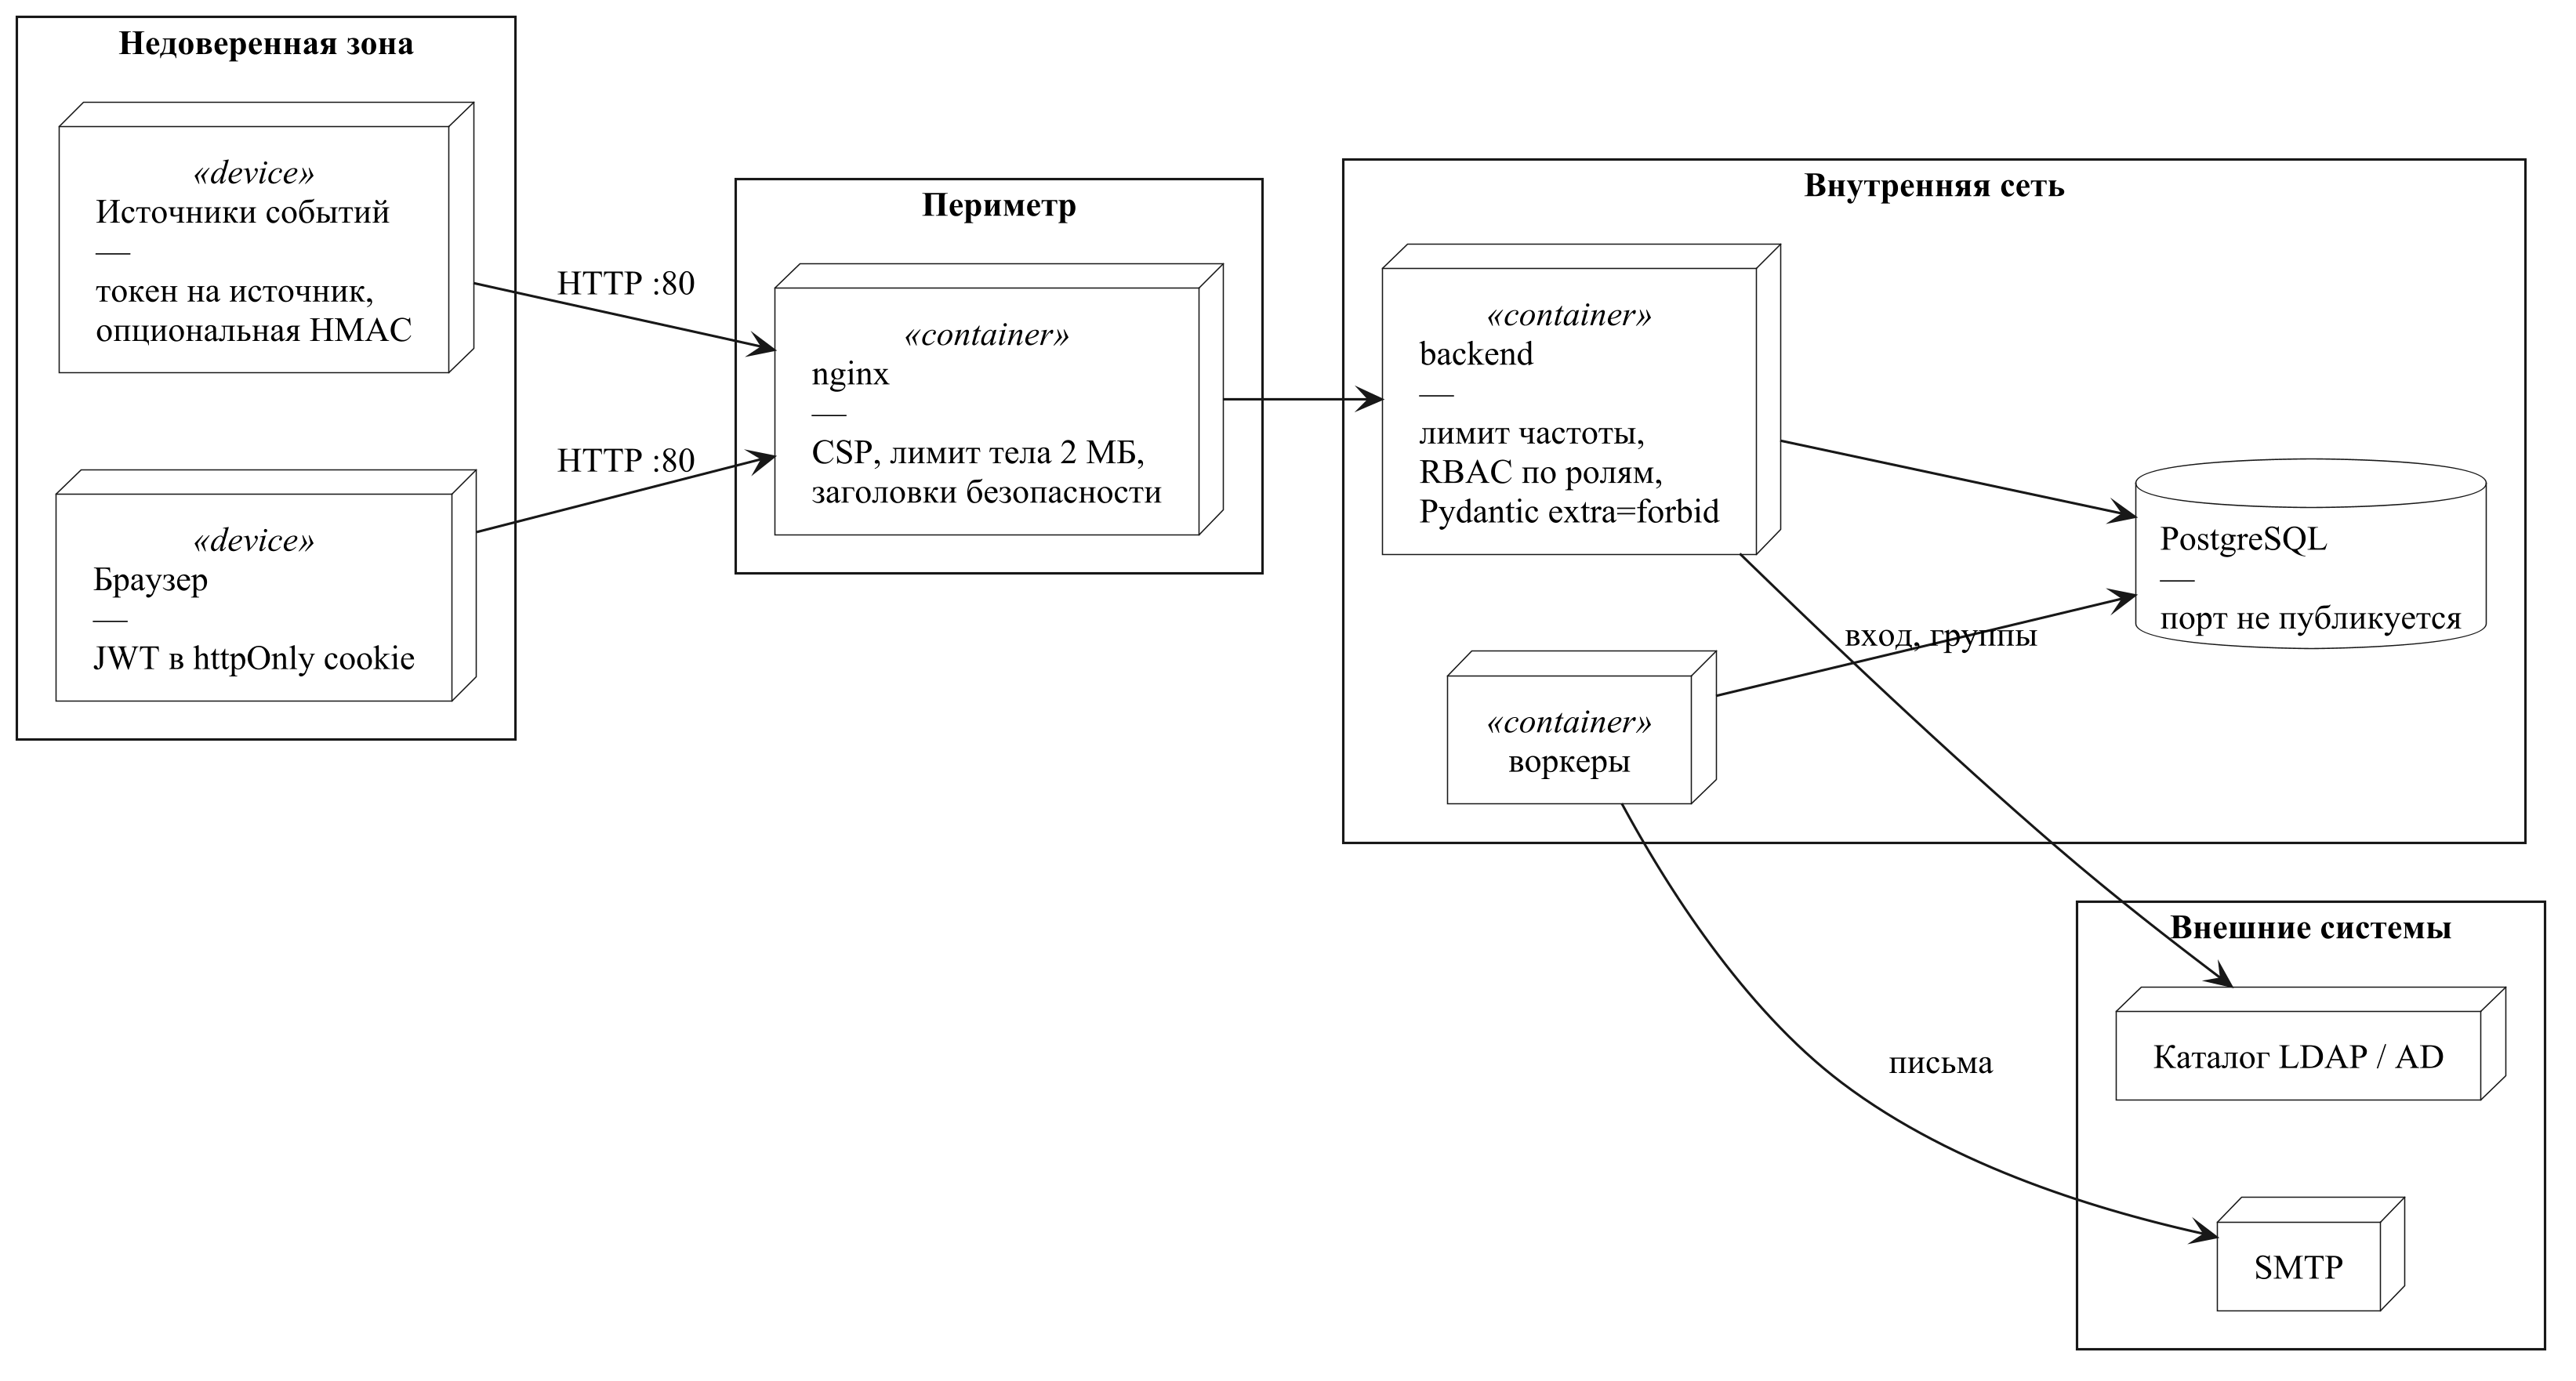 Недоверенная зона
«device»
Источники событий
—
токен на источник,
опциональная HMAC
«device»
Браузер
—
JWT в httpOnly cookie
HTTP :80
HTTP :80
Периметр
«container»
nginx
—
CSP, лимит тела 2 МБ,
заголовки безопасности
Внутренняя сеть
«container»
backend
—
лимит частоты,
RBAC по ролям,
Pydantic extra=forbid
«container»
воркеры
вход, группы
PostgreSQL
—
порт не публикуется
письма
Внешние системы
Каталог LDAP / AD
SMTP